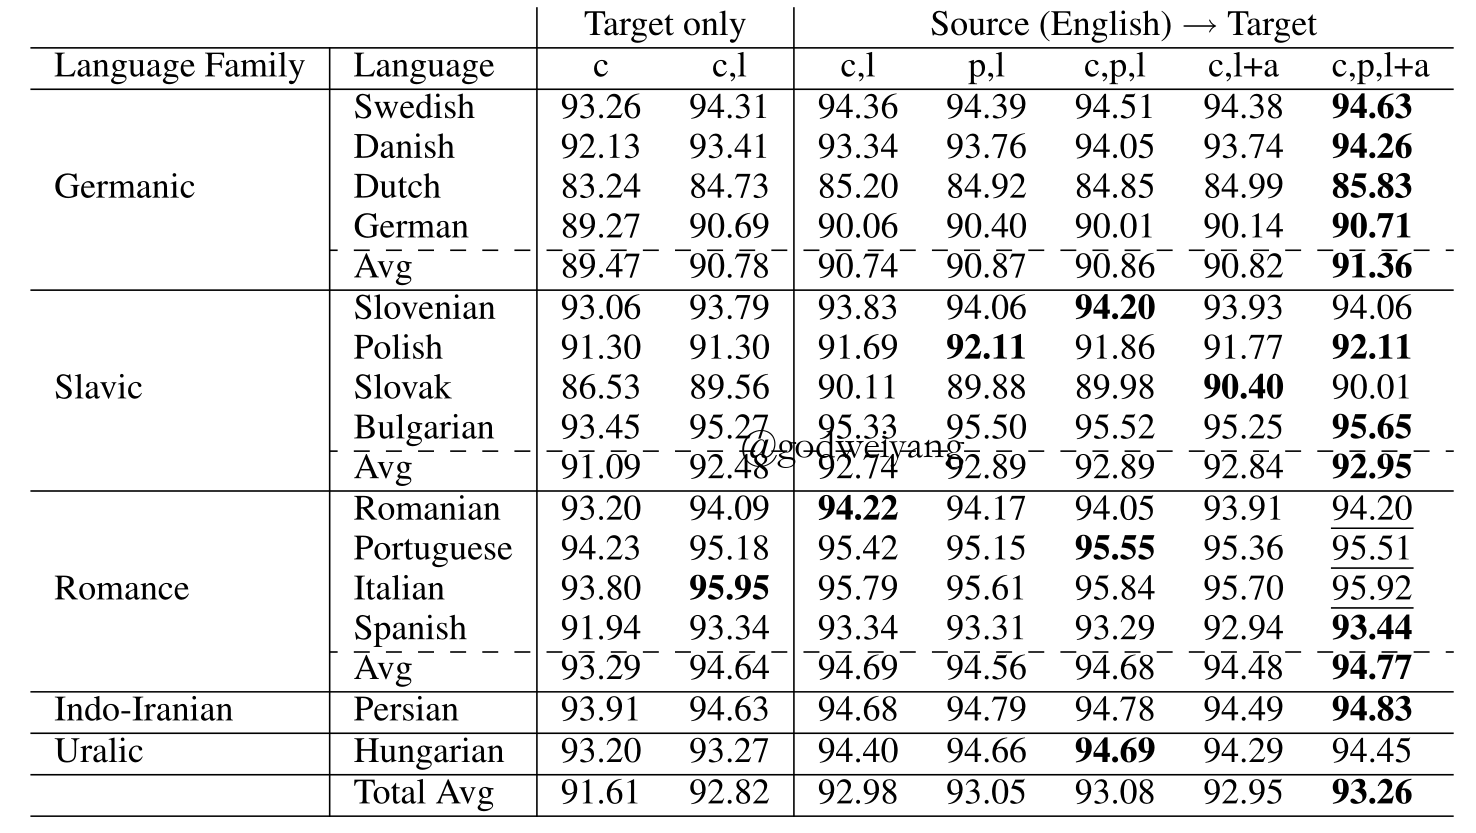 Target only Source (English) → Target
Language Family Language c c,l c,l p,l c,p,l c,l+a c,p,l+a
Swedish 93.26 94.31 94.36 94.39 94.51 94.38 94.63
Danish 92.13 93.41 93.34 93.76 94.05 93.74 94.26
Germanic Dutch 83.24 84.73 85.20 84.92 84.85 84.99 85.83
German 89.27 90.69 90.06 90.40 90.01 90.14 90.71
Avg 89.47 90.78 90.74 90.87 90.86 90.82 91.36
Slovenian 93.06 93.79 93.83 94.06 94.20 93.93 94.06
Polish 91.30 91.30 91.69 92.11 91.86 91.77 92.11
Slavic Slovak 86.53 89.56 90.11 89.88 89.98 90.40 90.01
Bulgarian 93.45 95.27 95.33 95.50 95.52 95.25 95.65
@godweiyang
Avg 91.09 92.48 92.74 92.89 92.89 92.84 92.95
Romanian 93.20 94.09 94.22 94.17 94.05 93.91 94.20
Portuguese 94.23 95.18 95.42 95.15 95.55 95.36 95.51
Romance Italian 93.80 95.95 95.79 95.61 95.84 95.70 95.92
Spanish 91.94 93.34 93.34 93.31 93.29 92.94 93.44
Avg 93.29 94.64 94.69 94.56 94.68 94.48 94.77
Indo-Iranian Persian 93.91 94.63 94.68 94.79 94.78 94.49 94.83
Uralic Hungarian 93.20 93.27 94.40 94.66 94.69 94.29 94.45
Total Avg 91.61 92.82 92.98 93.05 93.08 92.95 93.26